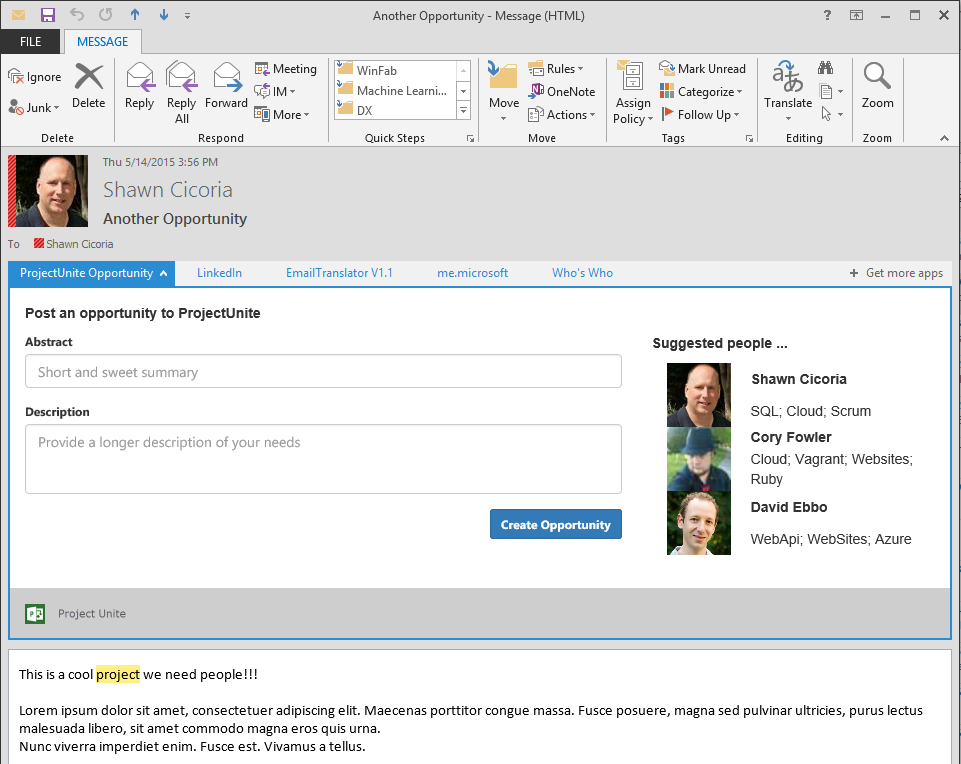 Another Opportunity - Message (HTML)
?
FILE
MESSAGE
Ignore
Junk
Delete
Delete
Reply
Reply All
Forward
Meeting
IM
More
Respond
WinFab
Machine Learni...
DX
Quick Steps
Move
Rules
OneNote
Actions
Move
Assign Policy
Mark Unread
Categorize
Follow Up
Tags
Translate
Editing
Zoom
Zoom
Thu 5/14/2015 3:56 PM
Shawn Cicoria
Another Opportunity
To Shawn Cicoria
ProjectUnite Opportunity
LinkedIn
EmailTranslator V1.1
me.microsoft
Who's Who
+ Get more apps
Post an opportunity to ProjectUnite
Abstract
Short and sweet summary
Description
Provide a longer description of your needs
Create Opportunity
Suggested people ...
Shawn Cicoria
SQL; Cloud; Scrum
Cory Fowler
Cloud; Vagrant; Websites;
Ruby
David Ebbo
WebApi; WebSites; Azure
Project Unite
This is a cool project we need people!!!
Lorem ipsum dolor sit amet, consectetuer adipiscing elit. Maecenas porttitor congue massa. Fusce posuere, magna sed pulvinar ultricies, purus lectus
malesuada libero, sit amet commodo magna eros quis urna.
Nunc viverra imperdiet enim. Fusce est. Vivamus a tellus.